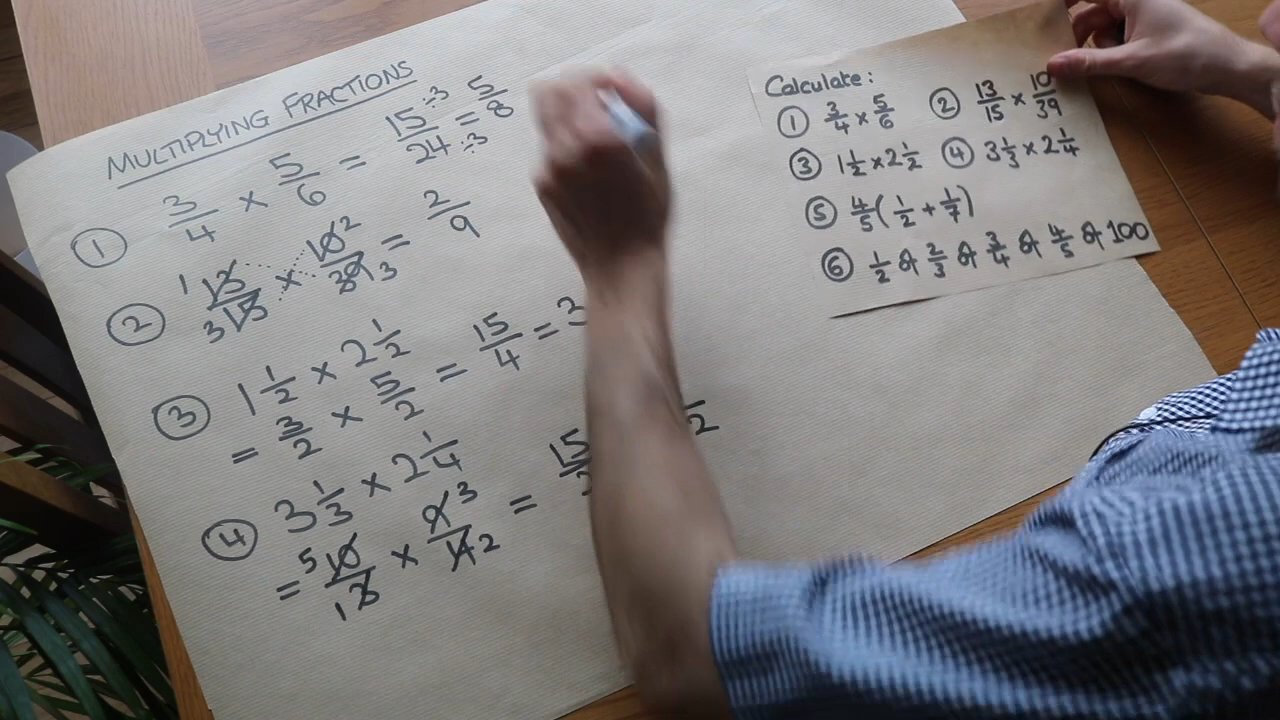 MULTIPLYING FRACTIONS
① 3/4 × 5/6 = 15÷3/24÷3 = 5/8
② 1 13/3 15 × 10 2/39 3 = 2/9
③ 1 1/2 × 2 1/2
= 3/2 × 5/2 = 15/4 = 3
④ 3 1/3 × 2 1/4
= 5 10/1 3 × 9 3/4 2 = 15/2
Calculate:
① 3/4 × 5/6 ② 13/15 × 10/39
③ 1 1/2 × 2 1/2 ④ 3 1/3 × 2 1/4
⑤ 4/5 (1/2 + 1/7)
⑥ 1/2 of 2/3 of 3/4 of 4/5 of 100